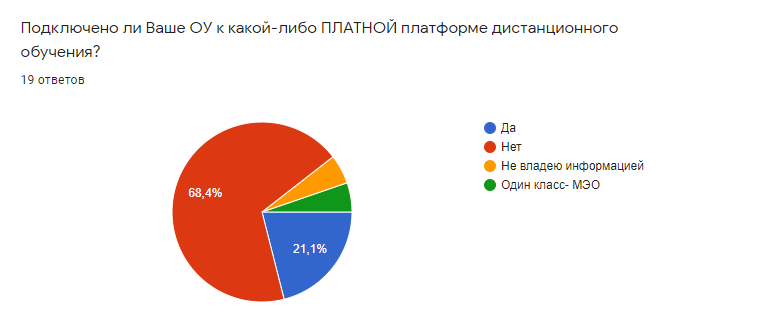 Подключено ли Ваше ОУ к какой-либо ПЛАТНОЙ платформе дистанционного
обучения?
19 ответов
Да
Нет
Не владею информацией
Один класс- МЭО
68,4%
21,1%